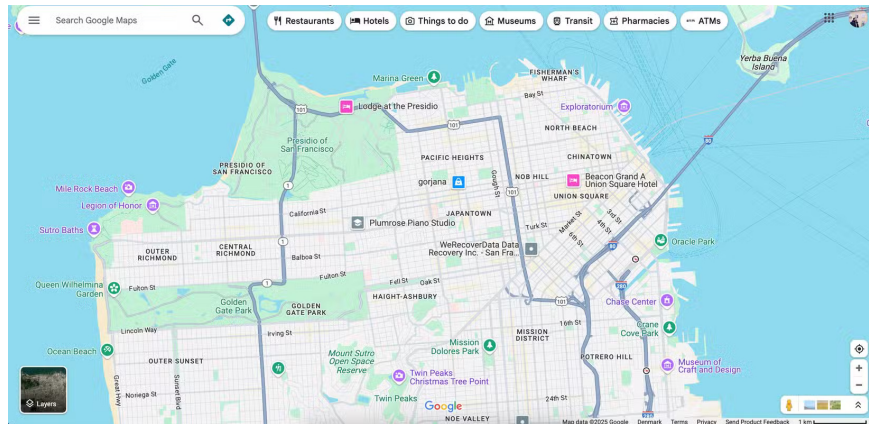 Search Google Maps
Restaurants
Hotels
Things to do
Museums
Transit
Pharmacies
ATMs
Golden Gate
Yerba Buena
Island
Marina Green
FISHERMAN'S
WHARF
Bay St
101
Lodge at the Presidio
Exploratorium
101
NORTH BEACH
80
Presidio of
San Francisco
PRESIDIO OF
SAN FRANCISCO
PACIFIC HEIGHTS
CHINATOWN
Mile Rock Beach
1
gorjana
Gough St
101
NOB HILL
Beacon Grand A
Union Square Hotel
UNION SQUARE
Legion of Honor
California St
JAPANTOWN
Plumrose Piano Studio
Turk St
Market St
3rd St
4th St
6th St
Sutro Baths
1
OUTER
RICHMOND
CENTRAL
RICHMOND
Balboa St
WeRecoverData Data
Recovery Inc. - San Fra...
80
Oracle Park
Queen Wilhelmina
Garden
Fulton St
Fulton St
1
Fell St
Oak St
280
HAIGHT-ASHBURY
101
Chase Center
Golden
Gate Park
GOLDEN
GATE PARK
Lincoln Way
Irving St
16th St
Crane
Cove Park
MISSION
DISTRICT
Mission
Dolores Park
Ocean Beach
OUTER SUNSET
Mount Sutro
Open Space
Reserve
POTRERO HILL
Museum of
Craft and Design
Twin Peaks
Christmas Tree Point
Great Hwy
Noriega St
Sunset Blvd
Twin Peaks
24th St
Layers
Google
NOE VALLEY
Map data ©2025 Google
Denmark
Terms
Privacy
Send Product Feedback
1 km